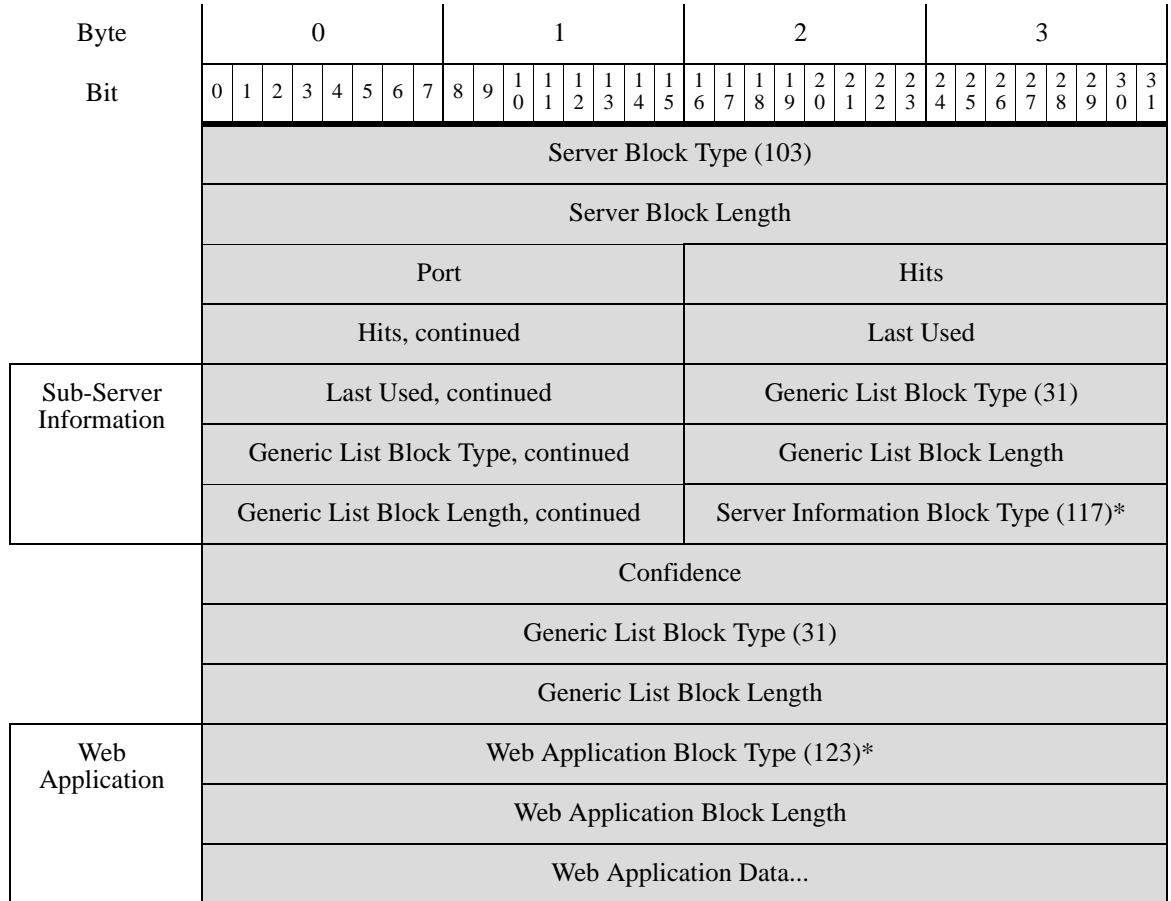 Byte 0 1 2 3
Bit 0 1 2 3 4 5 6 7 8 9 10 11 12 13 14 15 16 17 18 19 20 21 22 23 24 25 26 27 28 29 30 31
Server Block Type (103)
Server Block Length
Port Hits
Hits, continued Last Used
Sub-Server Last Used, continued Generic List Block Type (31)
Information
Generic List Block Type, continued Generic List Block Length
Generic List Block Length, continued Server Information Block Type (117)*
Confidence
Generic List Block Type (31)
Generic List Block Length
Web Web Application Block Type (123)*
Application
Web Application Block Length
Web Application Data...